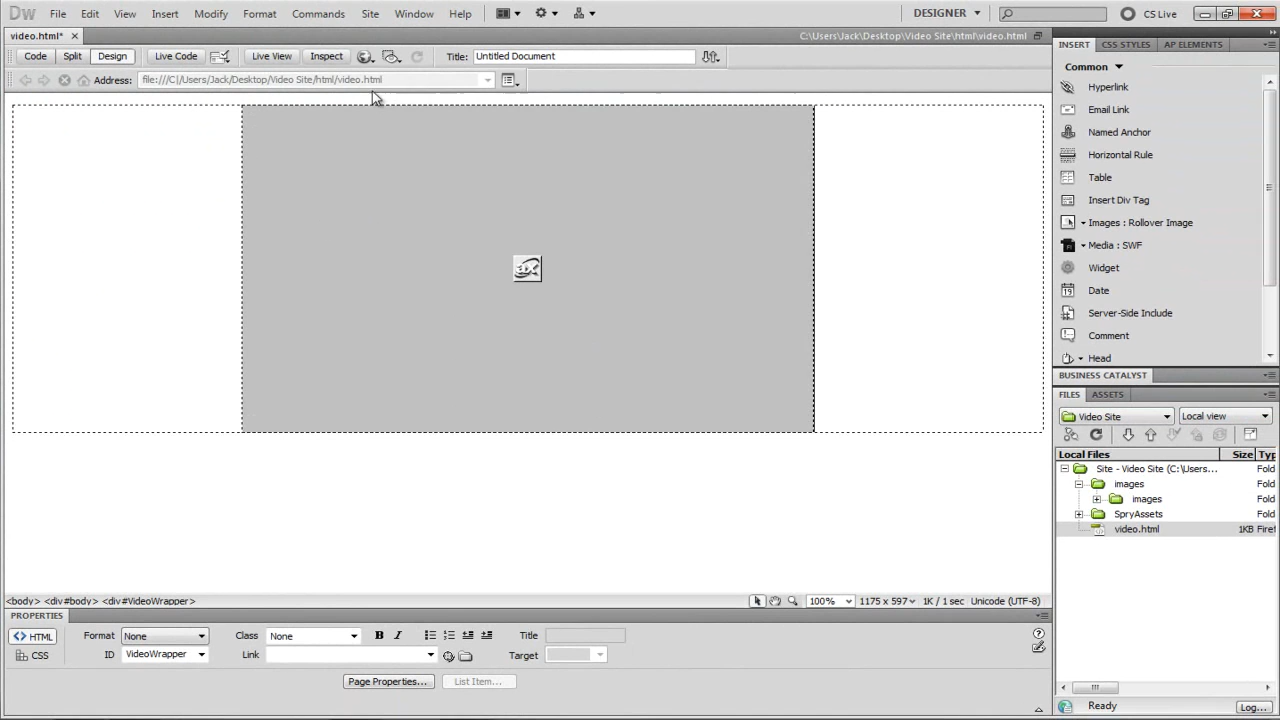 Dw File Edit View Insert Modify Format Commands Site Window Help DESIGNER CS Live
video.html* C:\Users\Jack\Desktop\Video Site\html\video.html
Code Split Design Live Code Live View Inspect Title: Untitled Document
Address: file:///C|/Users/Jack/Desktop/Video Site/html/video.html
INSERT CSS STYLES AP ELEMENTS
Common
Hyperlink
Email Link
Named Anchor
Horizontal Rule
Table
Insert Div Tag
Images : Rollover Image
Media : SWF
Widget
19 Date
Server-Side Include
Comment
Head
BUSINESS CATALYST
FILES ASSETS
Video Site Local view
Local Files Size Typ
Site - Video Site (C:\Users... Fold
images Fold
images Fold
SpryAssets Fold
video.html 1KB Firef
<body> <div#body> <div#VideoWrapper> 100% 1175 x 597 1K / 1 sec Unicode (UTF-8)
PROPERTIES
<> HTML Format None Class None B I Title
CSS ID VideoWrapper Link Target
Page Properties... List Item...
Ready Log...